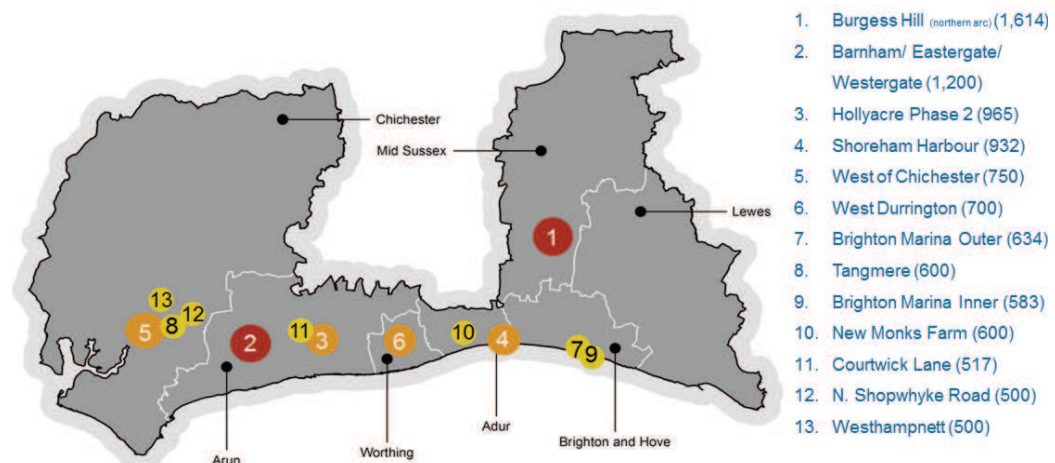 Chichester
Mid Sussex
Lewes
1
2
3
4
5
6
7
8
9
10
11
12
13
Arun
Worthing
Adur
Brighton and Hove
1. Burgess Hill (northern arc) (1,614)
2. Barnham/ Eastergate/
Westergate (1,200)
3. Hollyacre Phase 2 (965)
4. Shoreham Harbour (932)
5. West of Chichester (750)
6. West Durrington (700)
7. Brighton Marina Outer (634)
8. Tangmere (600)
9. Brighton Marina Inner (583)
10. New Monks Farm (600)
11. Courtwick Lane (517)
12. N. Shopwhyke Road (500)
13. Westhampnett (500)